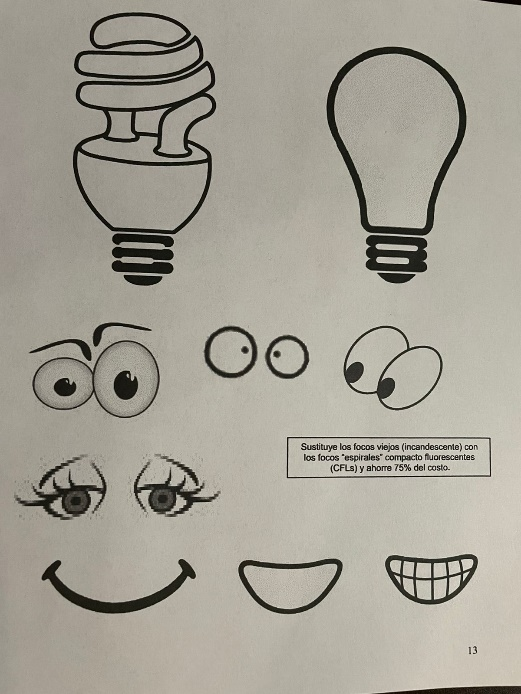 Sustituye los focos viejos (incandescente) con
los focos "espirales" compacto fluorescentes
(CFLs) y ahorre 75% del costo.
13